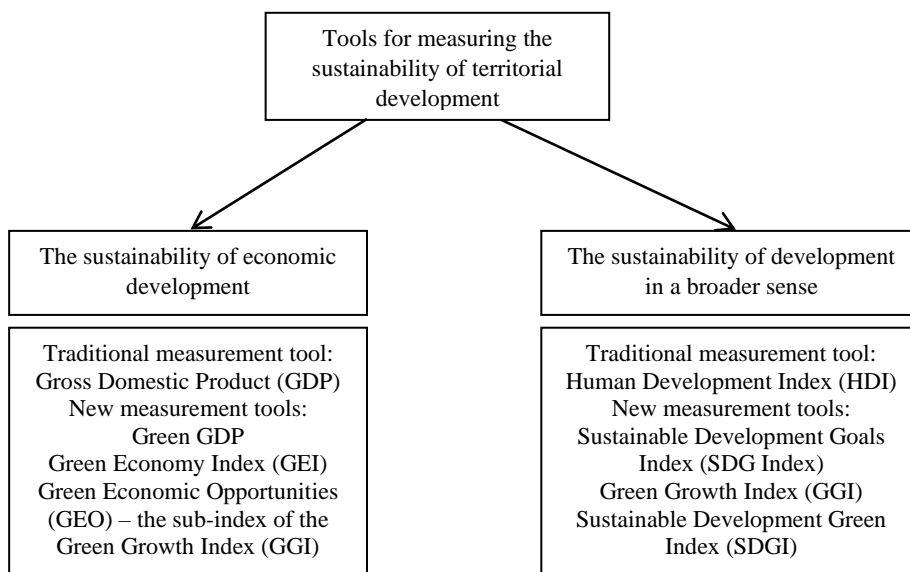 Tools for measuring the
sustainability of territorial
development
The sustainability of economic
development
Traditional measurement tool:
Gross Domestic Product (GDP)
New measurement tools:
Green GDP
Green Economy Index (GEI)
Green Economic Opportunities
(GEO) – the sub-index of the
Green Growth Index (GGI)
The sustainability of development
in a broader sense
Traditional measurement tool:
Human Development Index (HDI)
New measurement tools:
Sustainable Development Goals
Index (SDG Index)
Green Growth Index (GGI)
Sustainable Development Green
Index (SDGI)